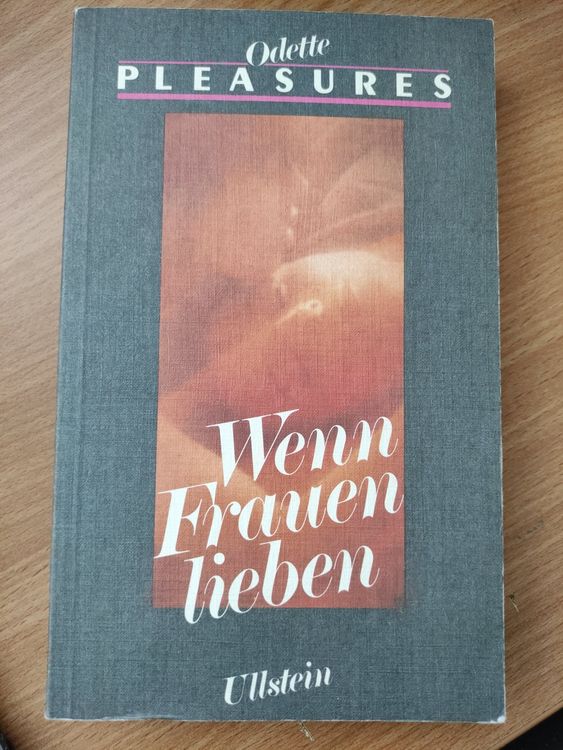 Odette
PLEASURES
Wenn
Frauen
lieben
Ullstein